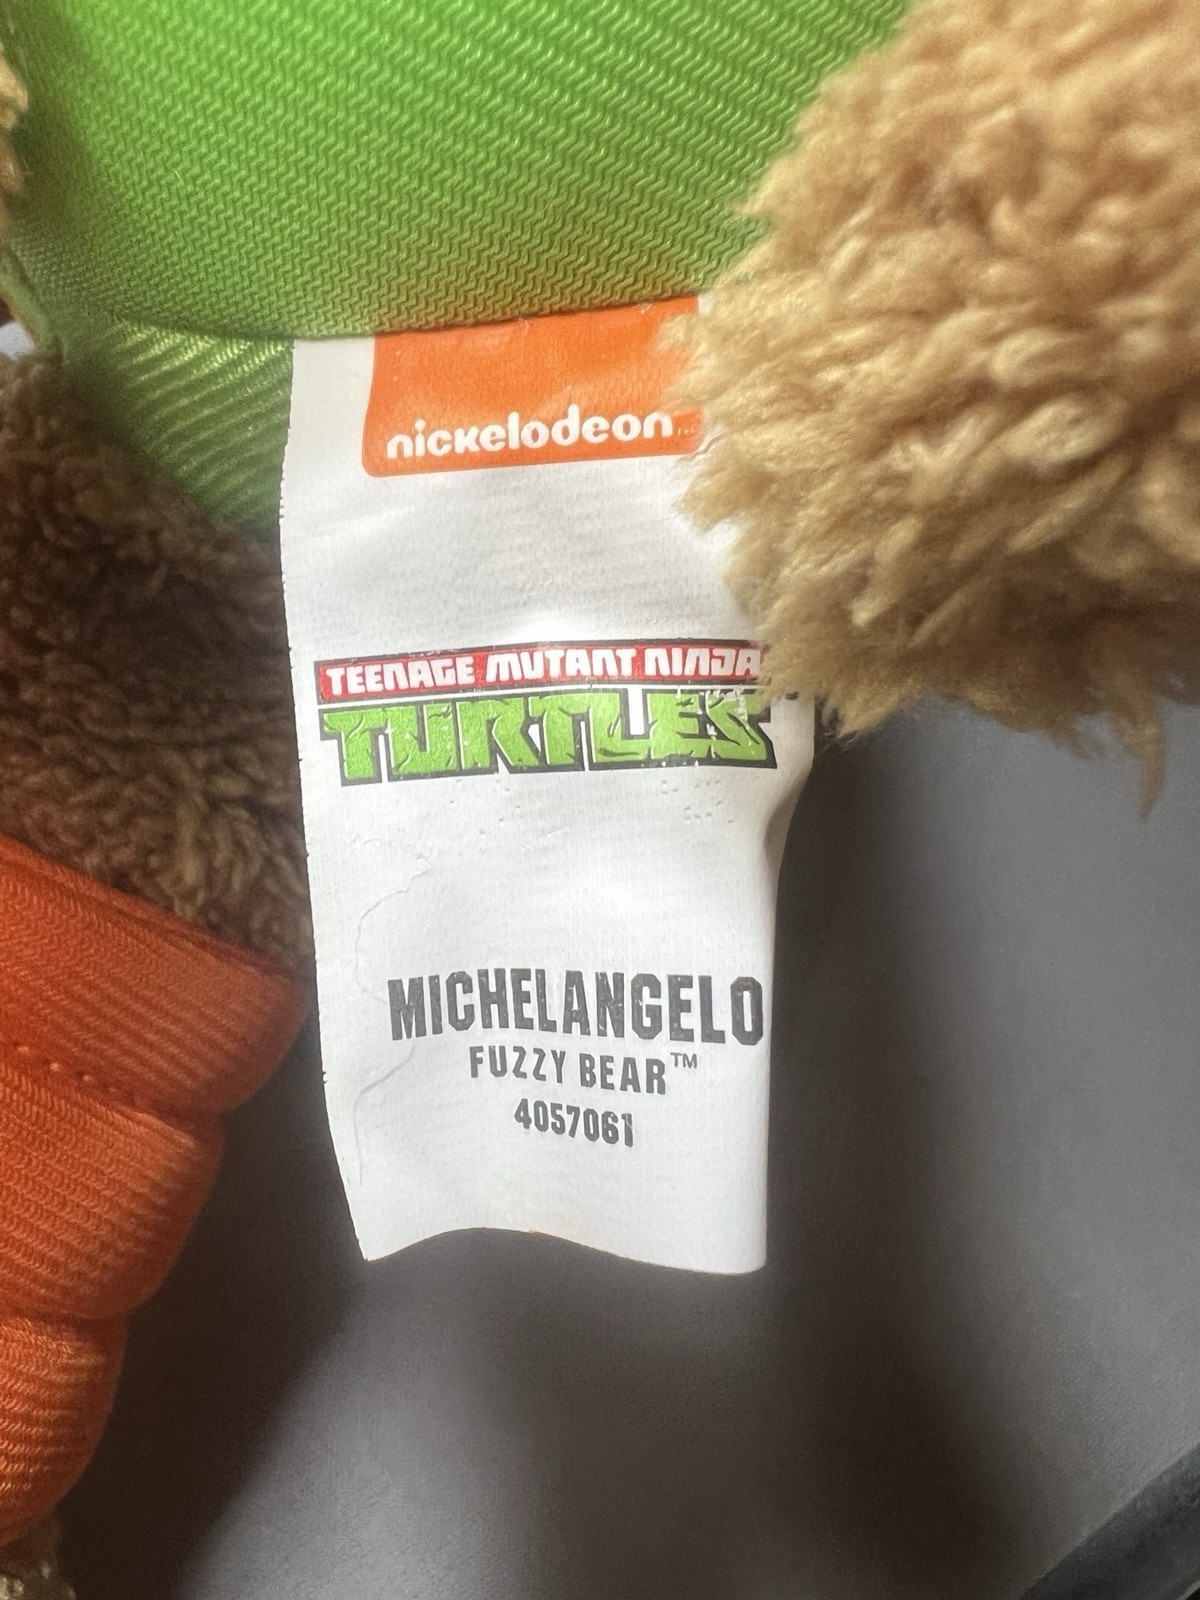 nickelodeon
TEENAGE MUTANT NINJA
TURTLES
MICHELANGELO
FUZZY BEAR™
4057061